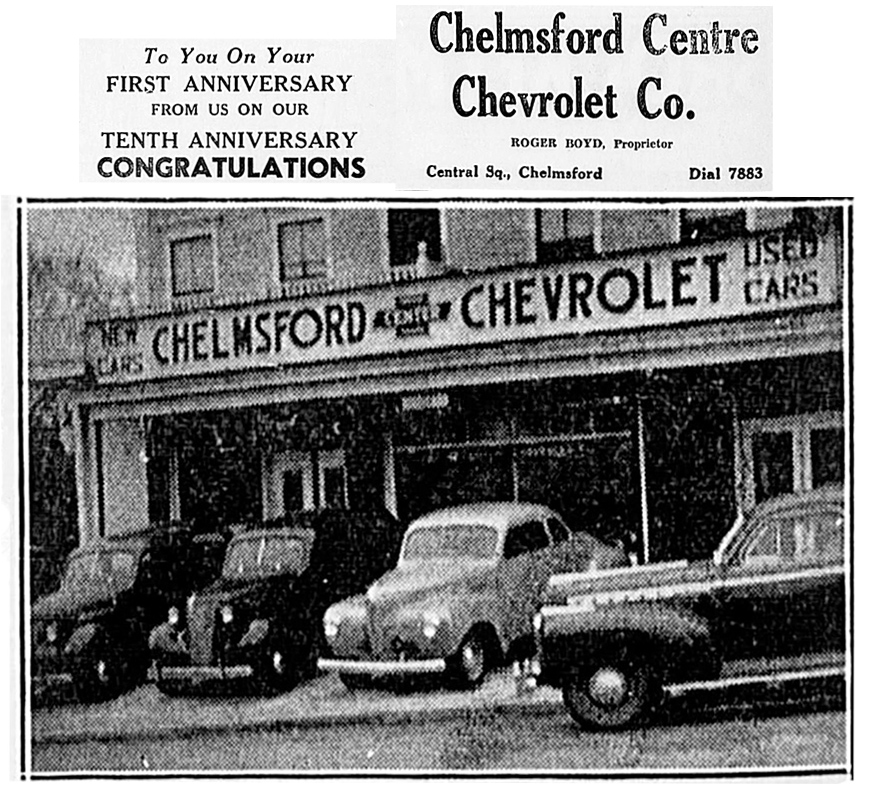 To You On Your
FIRST ANNIVERSARY
FROM US ON OUR
TENTH ANNIVERSARY
CONGRATULATIONS
Chelmsford Centre
Chevrolet Co.
ROGER BOYD, Proprietor
Central Sq., Chelmsford Dial 7883
NEW
CARS
CHELMSFORD
CHEVROLET
USED
CARS